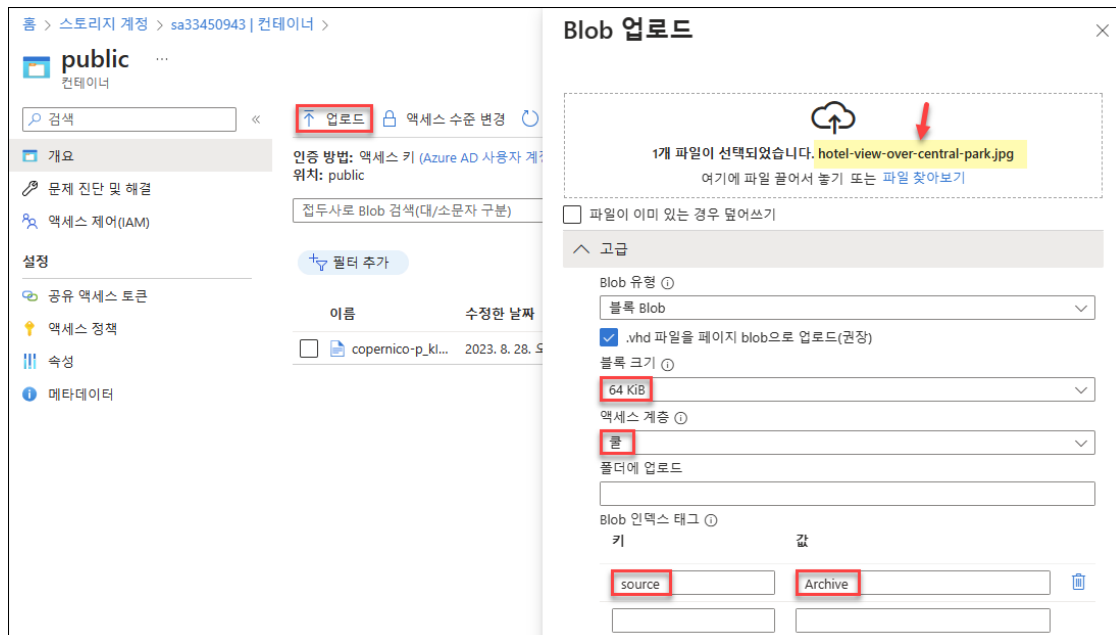 홈 > 스토리지 계정 > sa33450943 | 컨테이너 >
public ...
컨테이너
검색
«
개요
문제 진단 및 해결
액세스 제어(IAM)
설정
공유 액세스 토큰
액세스 정책
속성
메타데이터
업로드 액세스 수준 변경
인증 방법: 액세스 키 (Azure AD 사용자
위치: public
접두사로 Blob 검색(대/소문자 구분)
필터 추가
이름 수정한 날짜
copernico-p_kl... 2023. 8. 28.
Blob 업로드
1개 파일이 선택되었습니다. hotel-view-over-central-park.jpg
여기에 파일 끌어서 놓기 또는 파일 찾아보기
파일이 이미 있는 경우 덮어쓰기
고급
Blob 유형
블록 Blob
.vhd 파일을 페이지 blob으로 업로드(권장)
블록 크기
64 KiB
액세스 계층
쿨
폴더에 업로드
Blob 인덱스 태그
키 값
source Archive